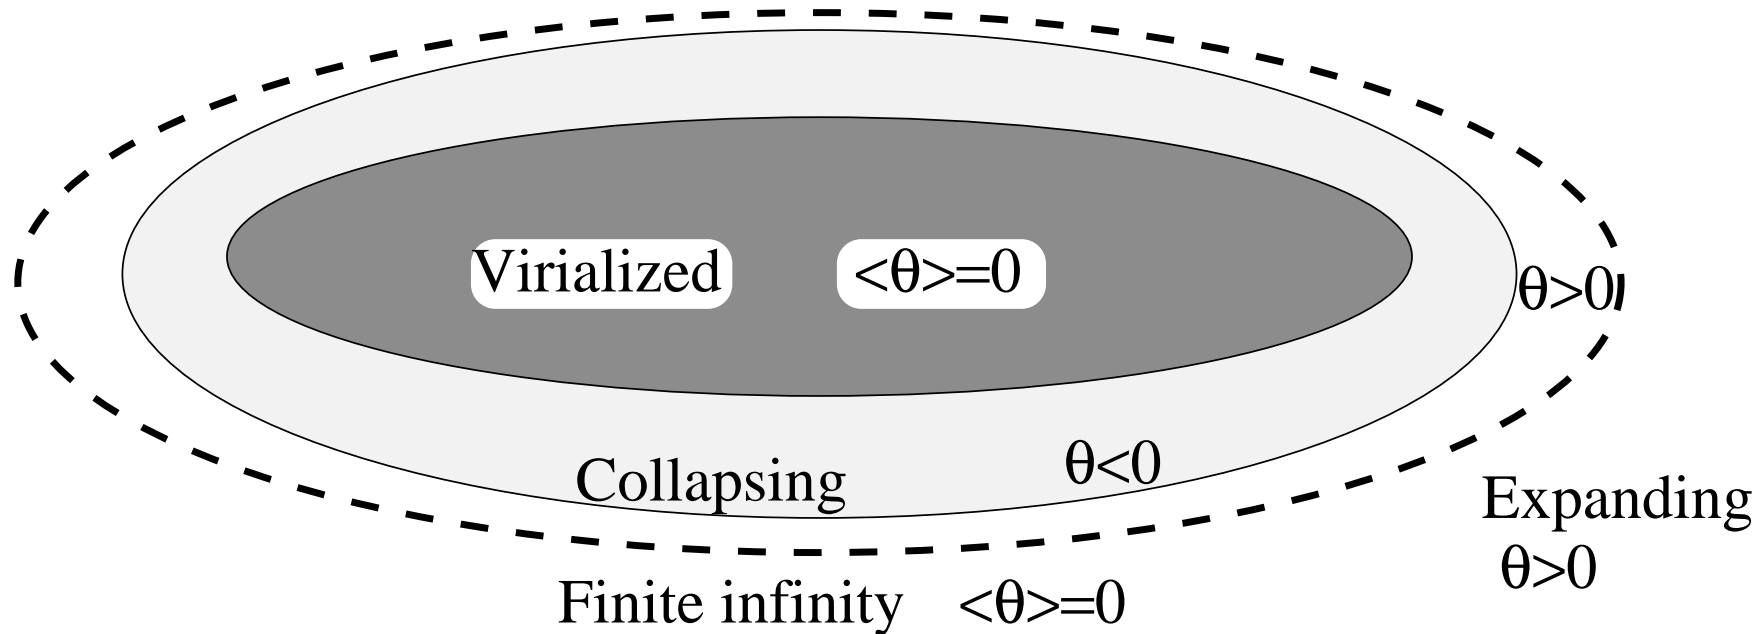 Virialized <θ>=0
θ>0
Collapsing θ<0
Expanding
θ>0
Finite infinity <θ>=0